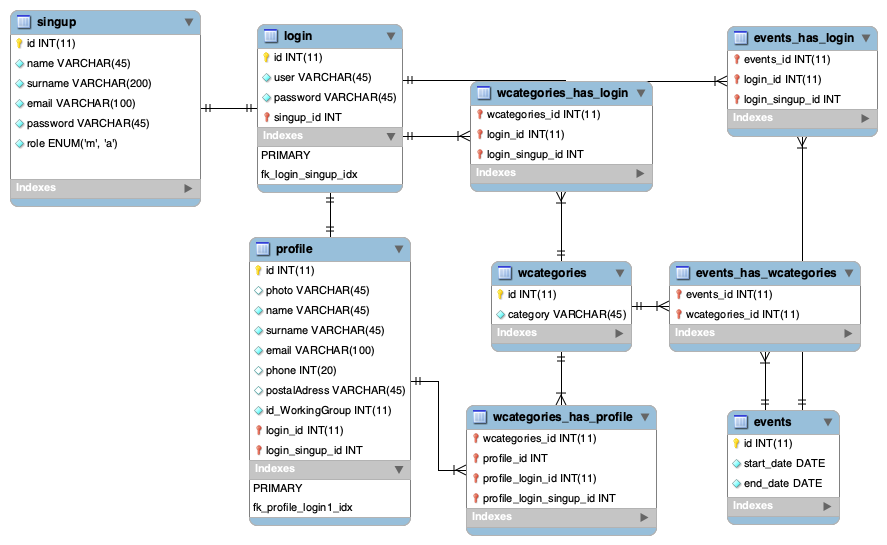 singup
id INT(11)
name VARCHAR(45)
surname VARCHAR(200)
email VARCHAR(100)
password VARCHAR(45)
role ENUM('m', 'a')
Indexes
login
id INT(11)
user VARCHAR(45)
password VARCHAR(45)
singup_id INT
Indexes
PRIMARY
fk_login_singup_idx
wcategories_has_login
wcategories_id INT(11)
login_id INT(11)
login_singup_id INT
Indexes
events_has_login
events_id INT(11)
login_id INT(11)
login_singup_id INT
Indexes
profile
id INT(11)
photo VARCHAR(45)
name VARCHAR(45)
surname VARCHAR(45)
email VARCHAR(100)
phone INT(20)
postalAdress VARCHAR(45)
id_WorkingGroup INT(11)
login_id INT(11)
login_singup_id INT
Indexes
PRIMARY
fk_profile_login1_idx
wcategories
id INT(11)
category VARCHAR(45)
Indexes
events_has_wcategories
events_id INT(11)
wcategories_id INT(11)
Indexes
wcategories_has_profile
wcategories_id INT(11)
profile_id INT
profile_login_id INT(11)
profile_login_singup_id INT
Indexes
events
id INT(11)
start_date DATE
end_date DATE
Indexes